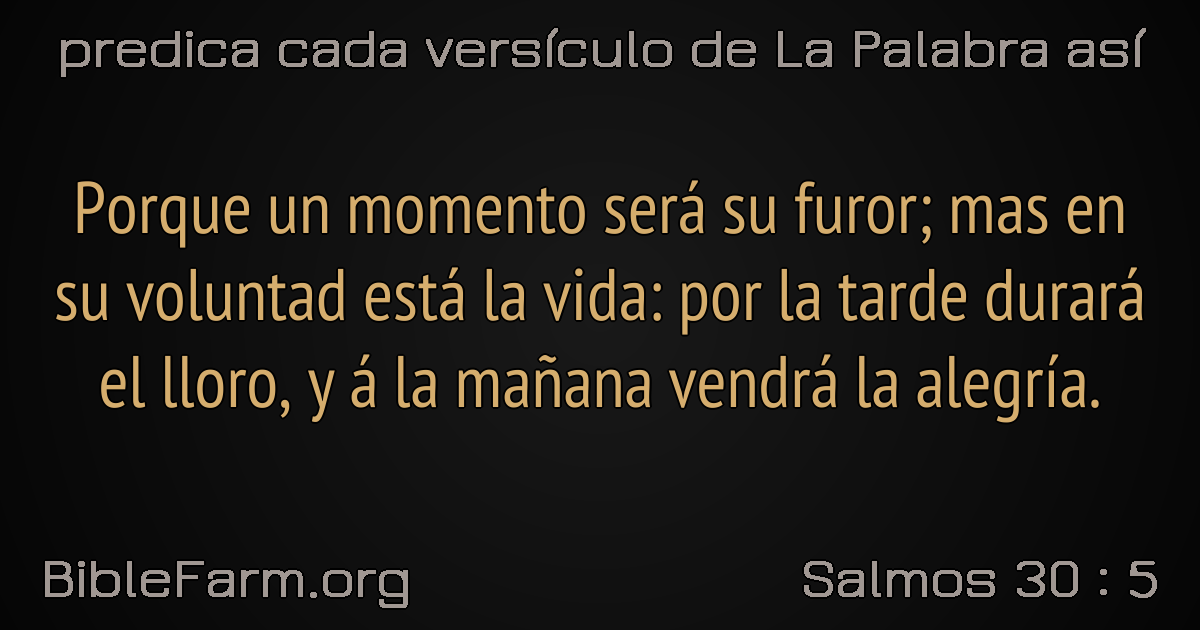 predica cada versículo de La Palabra así
Porque un momento será su furor; mas en
su voluntad está la vida: por la tarde durará
el lloro, y á la mañana vendrá la alegría.
BibleFarm.org
Salmos 30 : 5